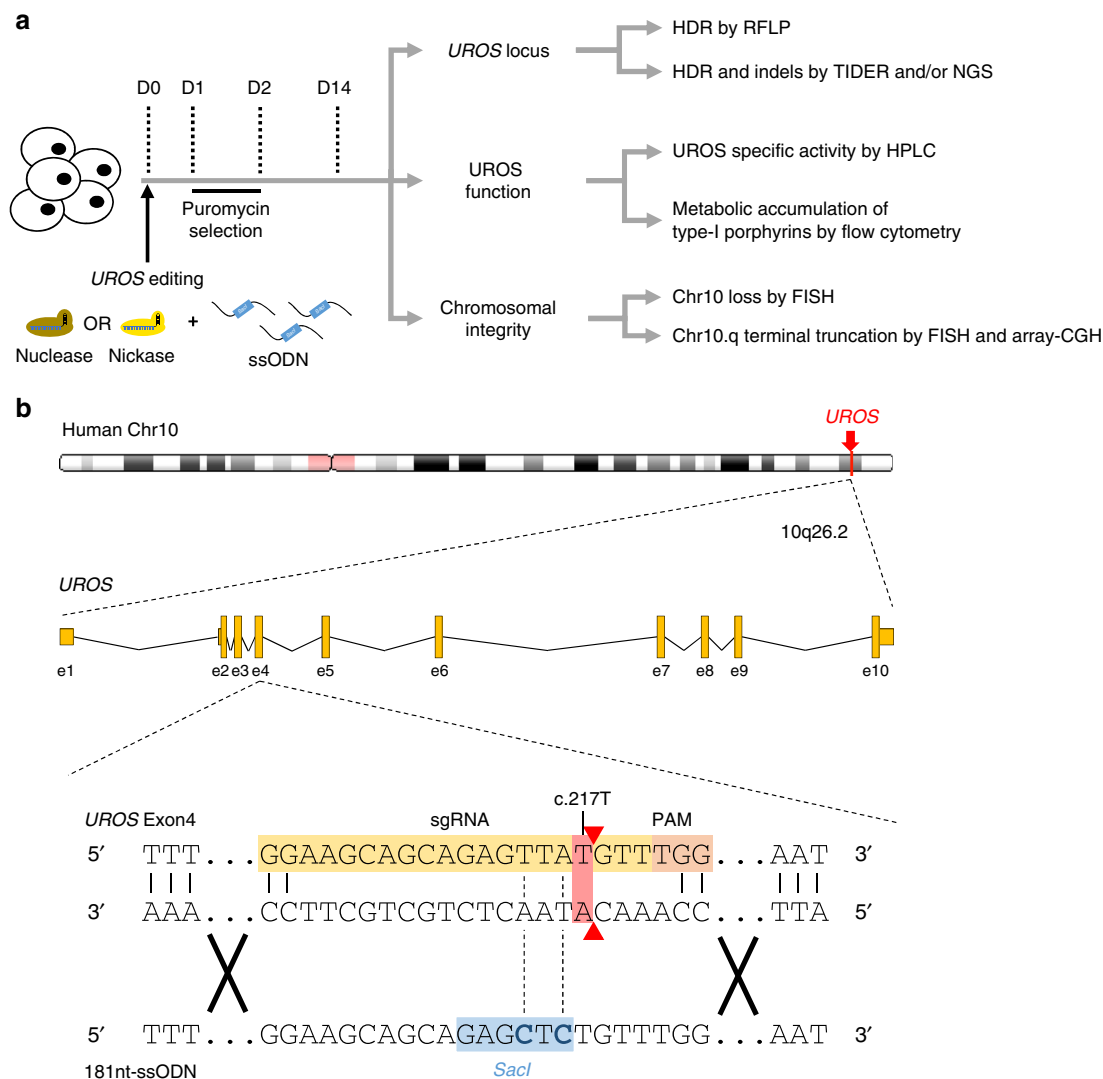 a
D0 D1 D2 D14
Puromycin
selection
UROS editing
Nuclease OR Nickase + ssODN
UROS locus
HDR by RFLP
HDR and indels by TIDER and/or NGS
UROS
function
UROS specific activity by HPLC
Metabolic accumulation of
type-I porphyrins by flow cytometry
Chromosomal
integrity
Chr10 loss by FISH
Chr10.q terminal truncation by FISH and array-CGH
b
Human Chr10
UROS
10q26.2
UROS
e1 e2 e3 e4 e5 e6 e7 e8 e9 e10
c.217T
UROS Exon4 sgRNA PAM
5′ TTT...GGAAGCAGCAGAGTTATGTTTGG...AAT 3′
3′ AAA...CCTTCGTCGTCTCAATACAAACC...TTA 5′
5′ TTT...GGAAGCAGCAGAGCTCTGTTTGG...AAT 3′
SacI
181nt-ssODN